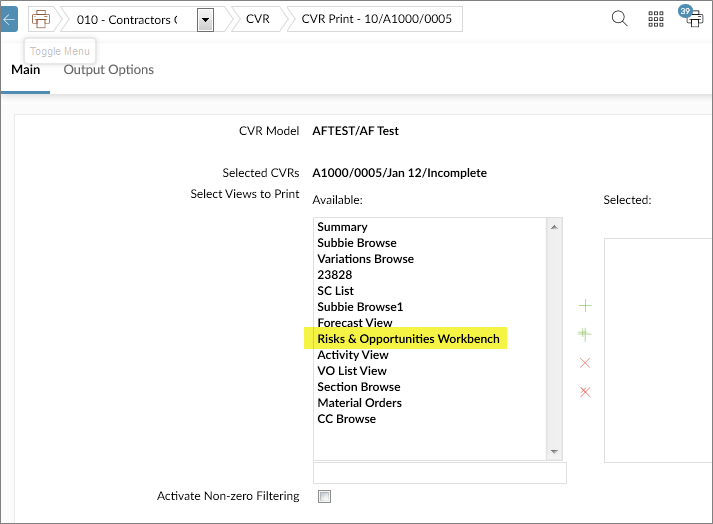 010 - Contractors C
CVR
CVR Print - 10/A1000/0005
39
Toggle Menu
Main
Output Options
CVR Model
AFTEST/AF Test
Selected CVRs
A1000/0005/Jan 12/Incomplete
Select Views to Print
Available:
Selected:
Summary
Subbie Browse
Variations Browse
23828
SC List
Subbie Browse1
Forecast View
Risks & Opportunities Workbench
Activity View
VO List View
Section Browse
Material Orders
CC Browse
Activate Non-zero Filtering